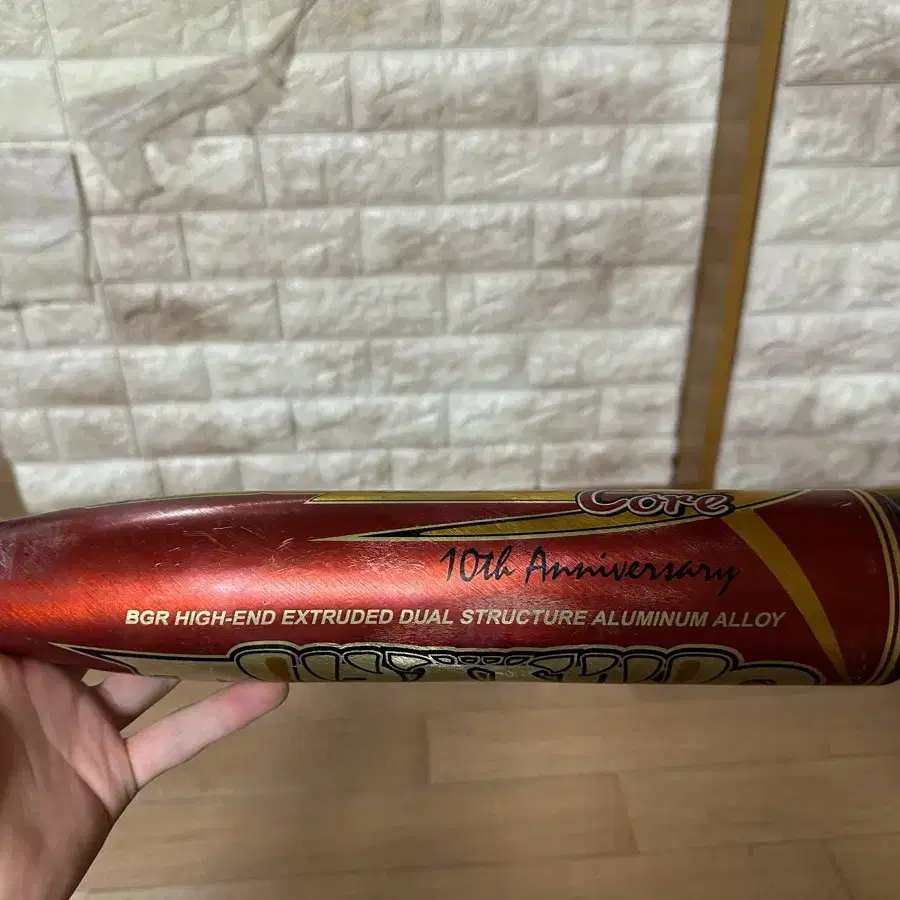 Core
10th Anniversary
BGR HIGH-END EXTRUDED DUAL STRUCTURE ALUMINUM ALLOY